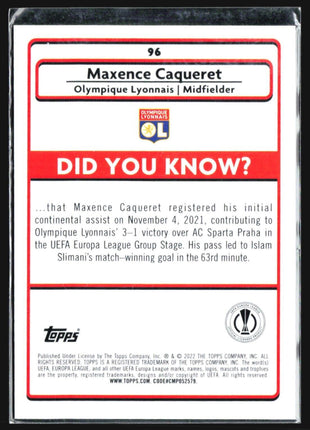 96
Maxence Caqueret
Olympique Lyonnais | Midfielder
OLYMPIQUE
LYONNAIS
OL
DID YOU KNOW?
...that Maxence Caqueret registered his initial
continental assist on November 4, 2021, contributing to
Olympique Lyonnais' 3–1 victory over AC Sparta Praha in
the UEFA Europa League Group Stage. His pass led to Islam
Slimani's match–winning goal in the 63rd minute.
Topps
Published Under License by The Topps Company, Inc. ® & © 2022 THE TOPPS COMPANY, INC. ALL
RIGHTS RESERVED. TOPPS IS A REGISTERED TRADEMARK OF THE TOPPS COMPANY, INC. The word(s)
UEFA, EUROPA LEAGUE, and all other UEFA Europa League marks, names, logos, mascots and trophies
are the property, registered trademarks, designs and/or copyright of UEFA. All rights reserved.
WWW.TOPPS.COM. CODE#CMP052578.